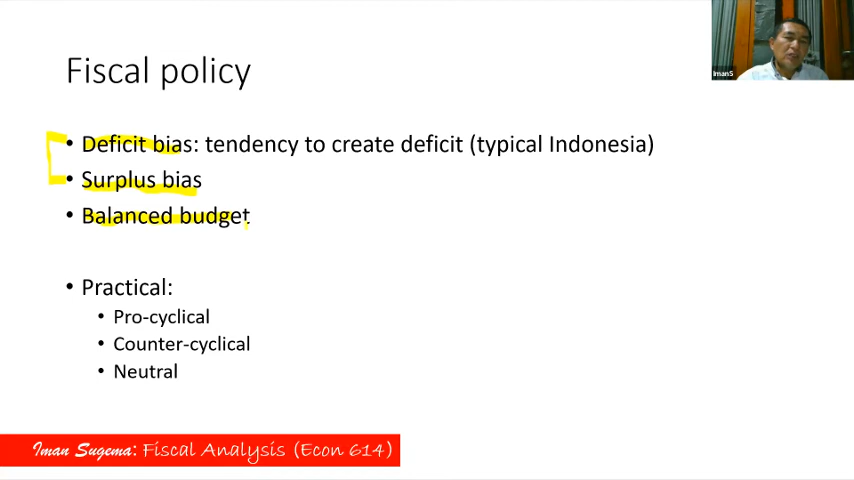 Fiscal policy
ImanS
• Deficit bias: tendency to create deficit (typical Indonesia)
• Surplus bias
• Balanced budget
• Practical:
• Pro-cyclical
• Counter-cyclical
• Neutral
Iman Sugema: Fiscal Analysis (Econ 614)